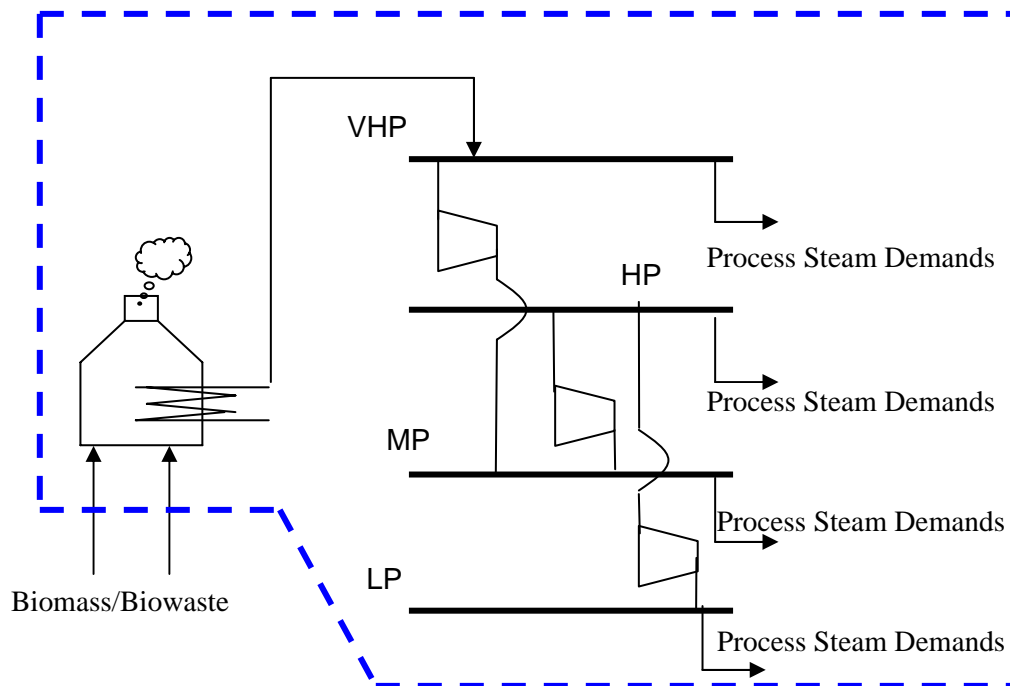 VHP
Process Steam Demands
HP
Process Steam Demands
MP
Process Steam Demands
LP
Biomass/Biowaste
Process Steam Demands